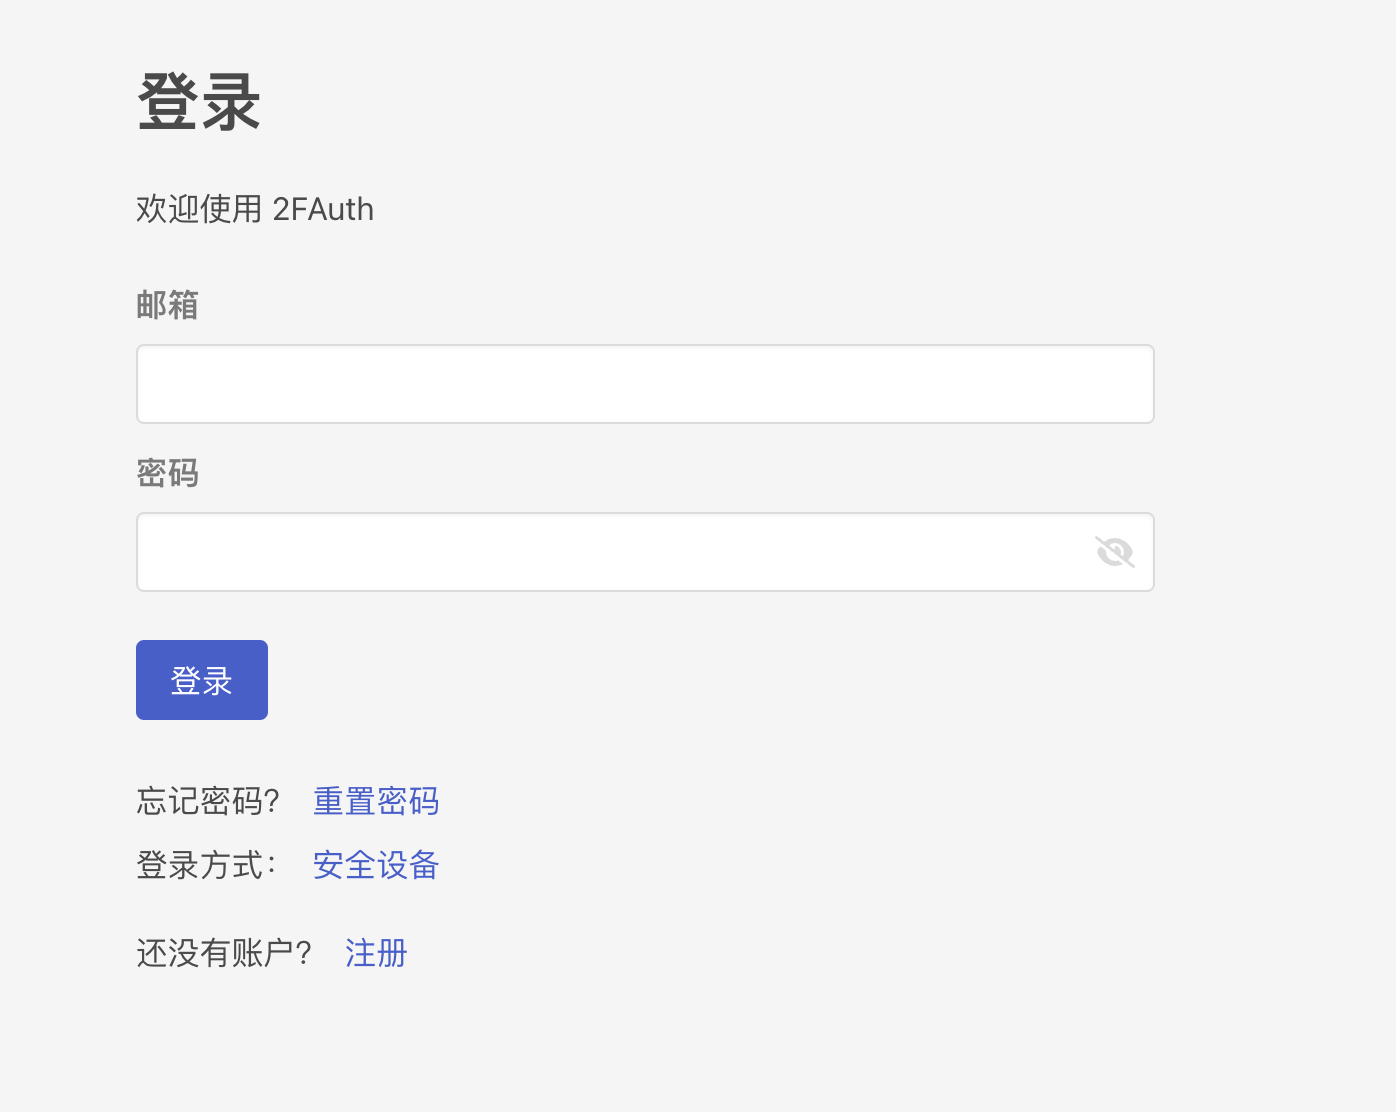 登录
欢迎使用 2FAuth
邮箱
密码
登录
忘记密码? 重置密码
登录方式： 安全设备
还没有账户? 注册